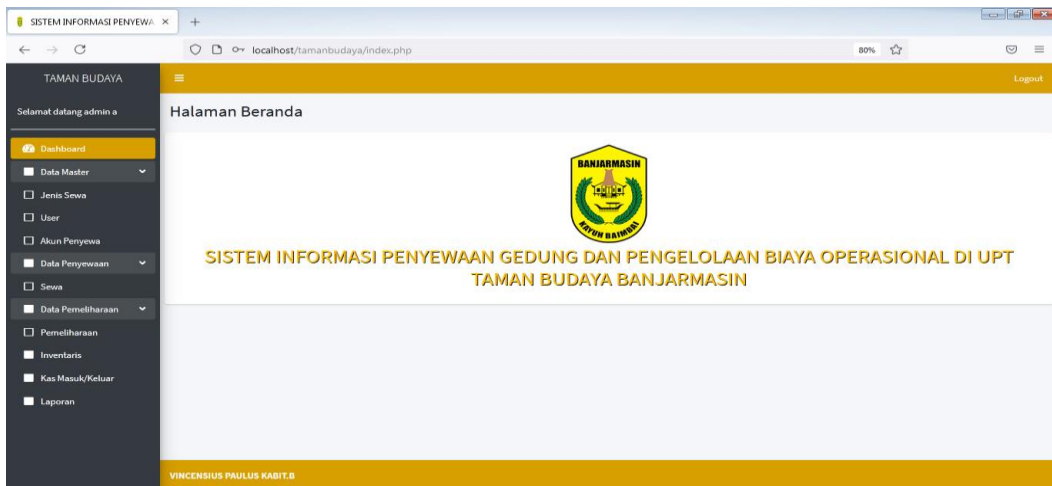 SISTEM INFORMASI PENYEWA
localhost/tamanbudaya/index.php
80%
TAMAN BUDAYA
Logout
Selamat datang admin a
Halaman Beranda
Dashboard
Data Master
Jenis Sewa
User
Akun Penyewa
Data Penyewaan
Sewa
Data Pemeliharaan
Pemeliharaan
Inventaris
Kas Masuk/Keluar
Laporan
BANJARMASIN
KAYUH BAIMBAI
SISTEM INFORMASI PENYEWAAN GEDUNG DAN PENGELOLAAN BIAYA OPERASIONAL DI UPT
TAMAN BUDAYA BANJARMASIN
VINCENSIUS PAULUS KABIT.B